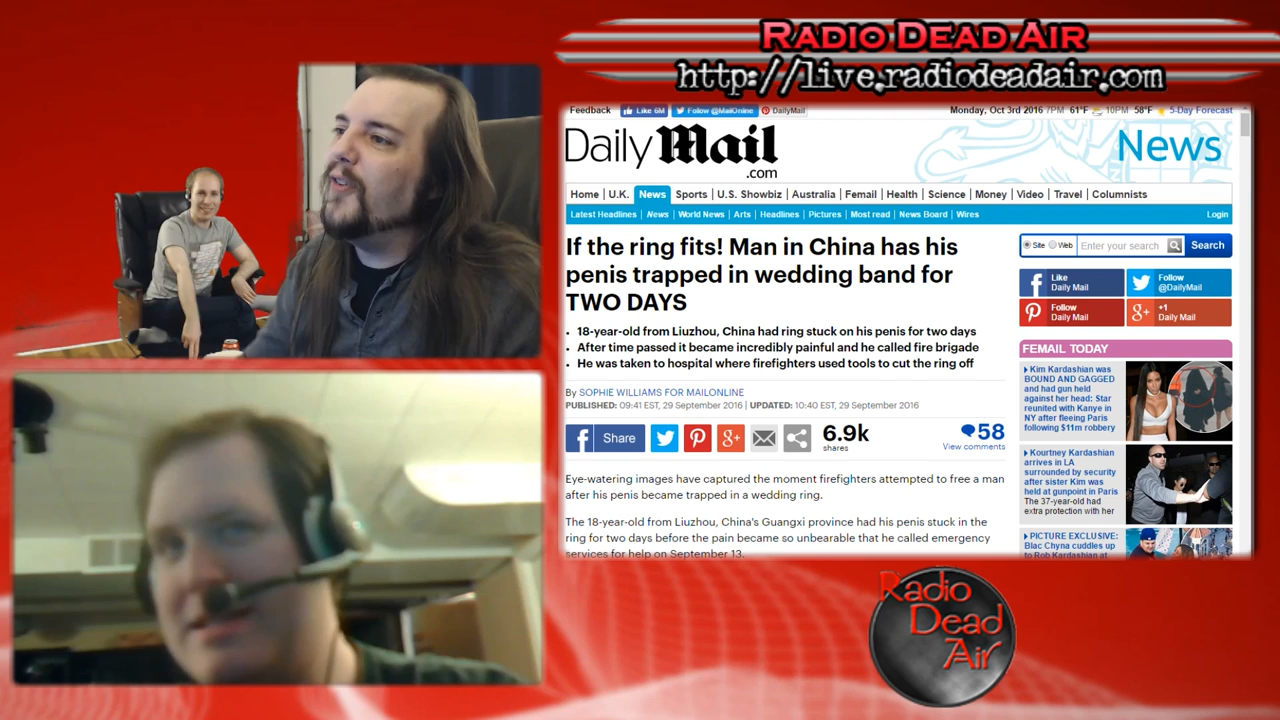 RADIO DEAD AIR
http://live.radiodeadair.com
Feedback Like 6M Follow @MailOnline DailyMail Monday, Oct 3rd 2016 7PM 61°F 10PM 58°F 5-Day Forecast
Daily Mail
.com
News
Home U.K. News Sports U.S. Showbiz Australia Femail Health Science Money Video Travel Columnists
Latest Headlines News World News Arts Headlines Pictures Most read News Board Wires Login
If the ring fits! Man in China has his
penis trapped in wedding band for
TWO DAYS
18-year-old from Liuzhou, China had ring stuck on his penis for two days
After time passed it became incredibly painful and he called fire brigade
He was taken to hospital where firefighters used tools to cut the ring off
By SOPHIE WILLIAMS FOR MAILONLINE
PUBLISHED: 09:41 EST, 29 September 2016 | UPDATED: 10:40 EST, 29 September 2016
f Share
g+1
6.9k
shares
58
View comments
Eye-watering images have captured the moment firefighters attempted to free a man
after his penis became trapped in a wedding ring.
The 18-year-old from Liuzhou, China's Guangxi province had his penis stuck in the
ring for two days before the pain became so unbearable that he called emergency
services for help on September 13.
Site Web Enter your search Search
Like
Daily Mail
Follow
@DailyMail
Follow
Daily Mail
+1
Daily Mail
FEMAIL TODAY
Kim Kardashian was
BOUND AND GAGGED
and had gun held
against her head: Star
reunited with Kanye in
NY after fleeing Paris
following $11m robbery
Kourtney Kardashian
arrives in LA
surrounded by security
after sister Kim was
held at gunpoint in Paris
The 37-year-old had
extra protection with her
PICTURE EXCLUSIVE:
Blac Chyna cuddles up
to Rob Kardashian at
Radio
Dead
Air